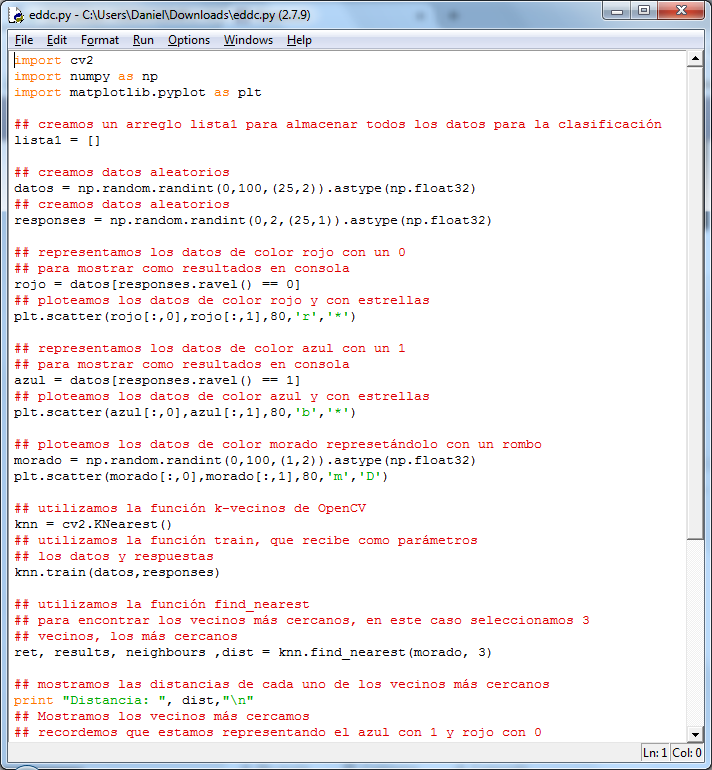 eddc.py - C:\Users\Daniel\Downloads\eddc.py (2.7.9)
File Edit Format Run Options Windows Help
import cv2
import numpy as np
import matplotlib.pyplot as plt
## creamos un arreglo lista1 para almacenar todos los datos para la clasificación
lista1 = []
## creamos datos aleatorios
datos = np.random.randint(0,100,(25,2)).astype(np.float32)
## creamos datos aleatorios
responses = np.random.randint(0,2,(25,1)).astype(np.float32)
## representamos los datos de color rojo con un 0
## para mostrar como resultados en consola
rojo = datos[responses.ravel() == 0]
## ploteamos los datos de color rojo y con estrellas
plt.scatter(rojo[:,0],rojo[:,1],80,'r','*')
## representamos los datos de color azul con un 1
## para mostrar como resultados en consola
azul = datos[responses.ravel() == 1]
## ploteamos los datos de color azul y con estrellas
plt.scatter(azul[:,0],azul[:,1],80,'b','*')
## ploteamos los datos de color morado represetándolo con un rombo
morado = np.random.randint(0,100,(1,2)).astype(np.float32)
plt.scatter(morado[:,0],morado[:,1],80,'m','D')
## utilizamos la función k-vecinos de OpenCV
knn = cv2.KNearest()
## utilizamos la función train, que recibe como parámetros
## los datos y respuestas
knn.train(datos,responses)
## utilizamos la función find_nearest
## para encontrar los vecinos más cercanos, en este caso seleccionamos 3
## vecinos, los más cercanos
ret, results, neighbours ,dist = knn.find_nearest(morado, 3)
## mostramos las distancias de cada uno de los vecinos más cercanos
print "Distancia: ", dist,"\n"
## Mostramos los vecinos más cercamos
## recordemos que estamos representando el azul con 1 y rojo con 0
Ln: 1 Col: 0